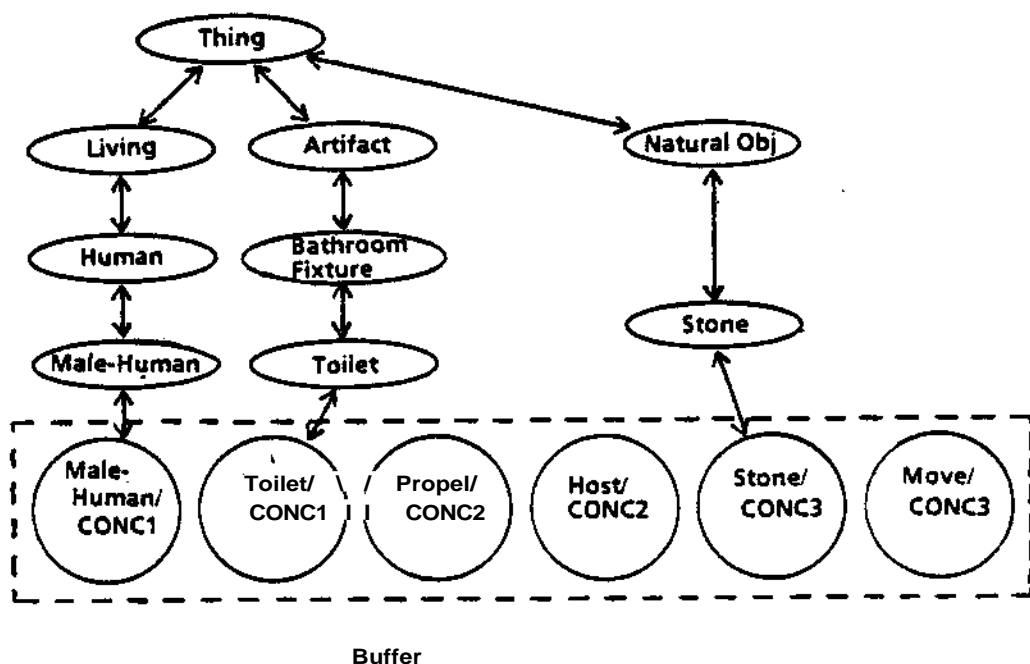 Thing
Living
Artifact
Natural Obj
Human
Bathroom
Fixture
Stone
Male-Human
Toilet
Male-
Human/
CONC1
Toilet/
CONC1
Propel/
CONC2
Host/
CONC2
Stone/
CONC3
Move/
CONC3
Buffer